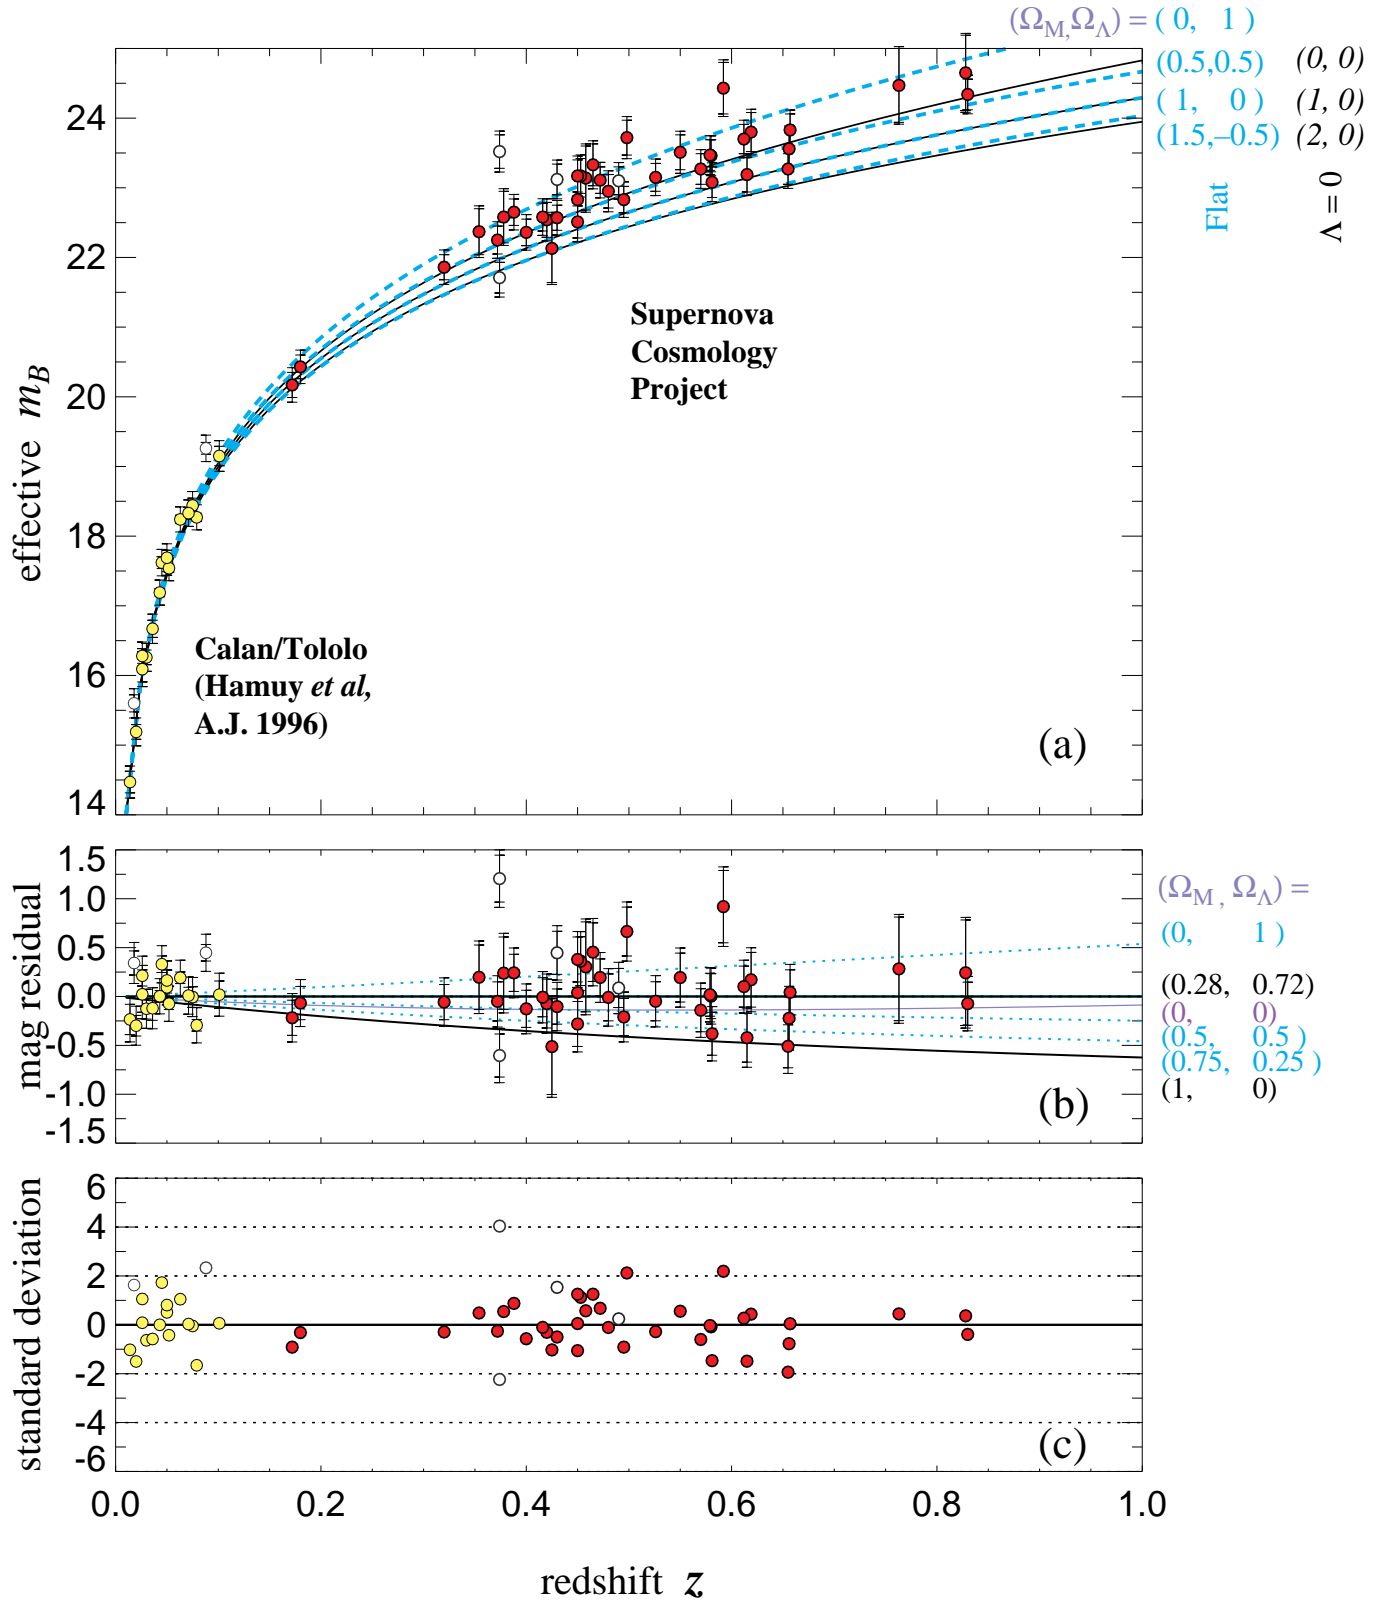 (ΩM,ΩΛ) = ( 0, 1 )
(0.5,0.5) (0, 0)
( 1, 0 ) (1, 0)
(1.5,–0.5) (2, 0)
Flat
Λ = 0
24
22
20
18
16
14
effective mB
Supernova
Cosmology
Project
Calan/Tololo
(Hamuy et al,
A.J. 1996)
(a)
1.5
1.0
0.5
0.0
-0.5
-1.0
-1.5
mag residual
(ΩM , ΩΛ) =
(0, 1 )
(0.28, 0.72)
(0, 0)
(0.5, 0.5 )
(0.75, 0.25 )
(1, 0)
(b)
6
4
2
0
-2
-4
-6
standard deviation
(c)
0.0 0.2 0.4 0.6 0.8 1.0
redshift z